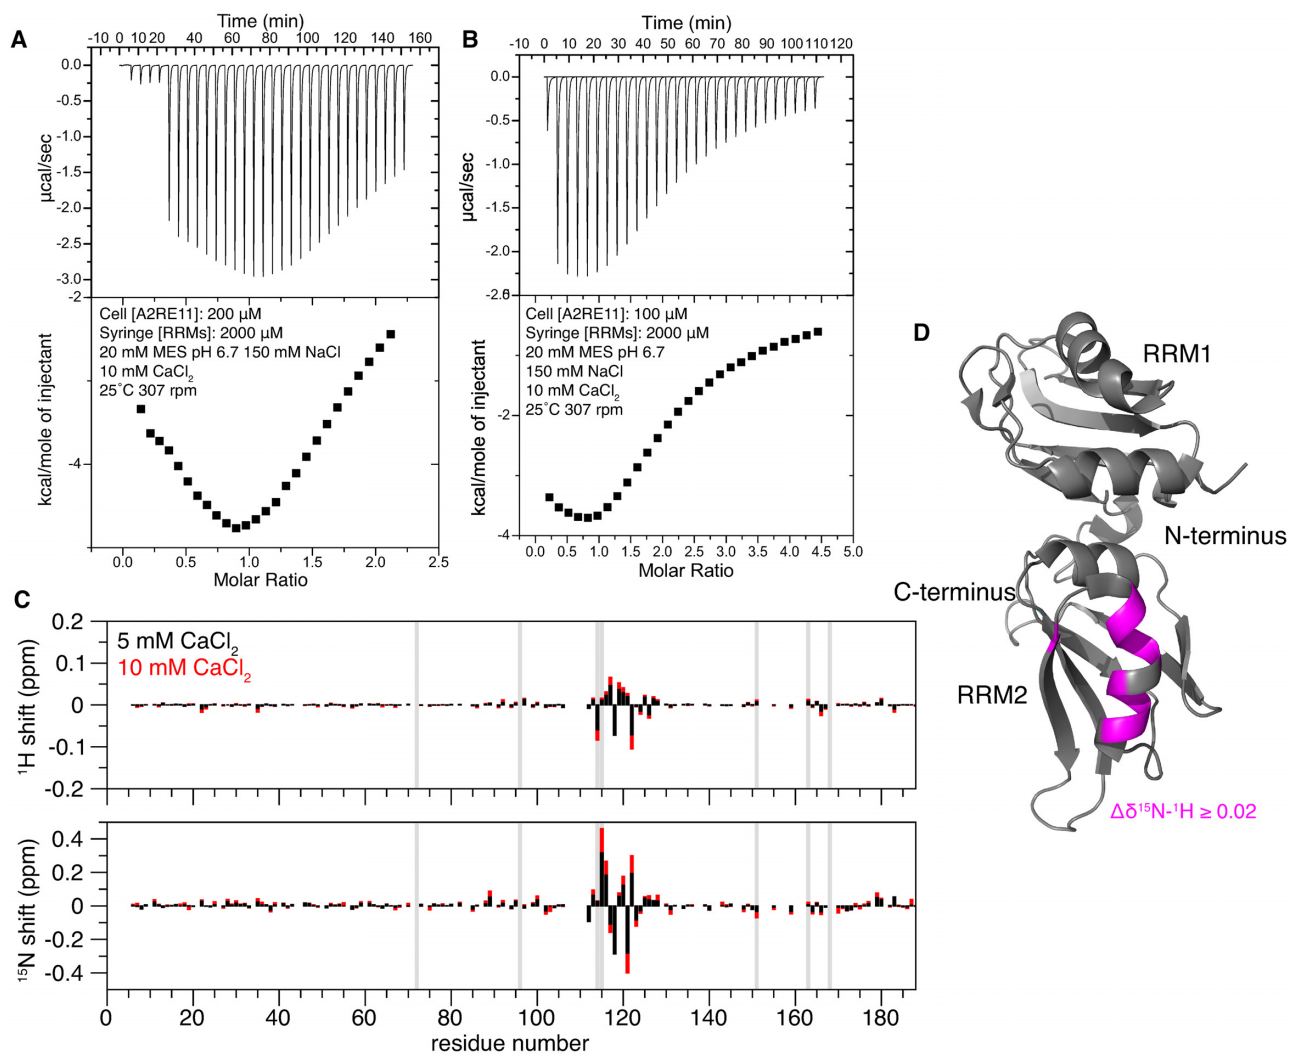 A
Time (min)
-10 0 10 20 40 60 80 100 120 140 160
0.0
-0.5
-1.0
-1.5
-2.0
-2.5
-3.0
µcal/sec
-2
-4
kcal/mole of injectant
Cell [A2RE11]: 200 µM
Syringe [RRMs]: 2000 µM
20 mM MES pH 6.7 150 mM NaCl
10 mM CaCl2
25˚C 307 rpm
0.0 0.5 1.0 1.5 2.0 2.5
Molar Ratio
B
Time (min)
-10 0 10 20 30 40 50 60 70 80 90 100 110 120
0.0
-0.5
-1.0
-1.5
-2.0
µcal/sec
-2
-4
kcal/mole of injectant
Cell [A2RE11]: 100 µM
Syringe [RRMs]: 2000 µM
20 mM MES pH 6.7
150 mM NaCl
10 mM CaCl2
25˚C 307 rpm
0.0 0.5 1.0 1.5 2.0 2.5 3.0 3.5 4.0 4.5 5.0
Molar Ratio
C
5 mM CaCl2
10 mM CaCl2
0.2
0.1
0
-0.1
-0.2
1H shift (ppm)
0.4
0.2
0
-0.2
-0.4
15N shift (ppm)
0 20 40 60 80 100 120 140 160 180
residue number
D
RRM1
N-terminus
C-terminus
RRM2
Δδ15N-1H ≥ 0.02